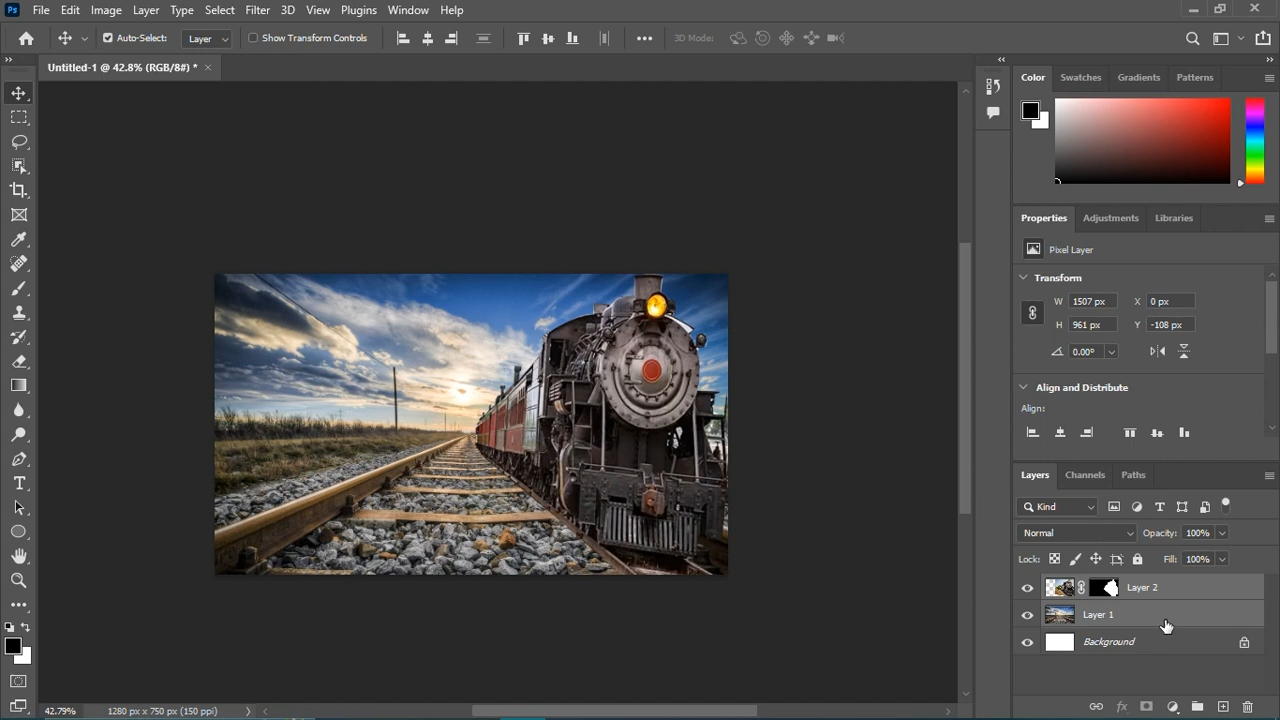 Ps File Edit Image Layer Type Select Filter 3D View Plugins Window Help
Auto-Select: Layer Show Transform Controls 3D Mode:
Untitled-1 @ 42.8% (RGB/8#) *
Color Swatches Gradients Patterns
Properties Adjustments Libraries
Pixel Layer
Transform
W 1507 px X 0 px
H 961 px Y -108 px
0.00°
Align and Distribute
Align:
Layers Channels Paths
Kind
Normal Opacity: 100%
Lock: Fill: 100%
Layer 2
Layer 1
Background
42.79% 1280 px x 750 px (150 ppi)
fx